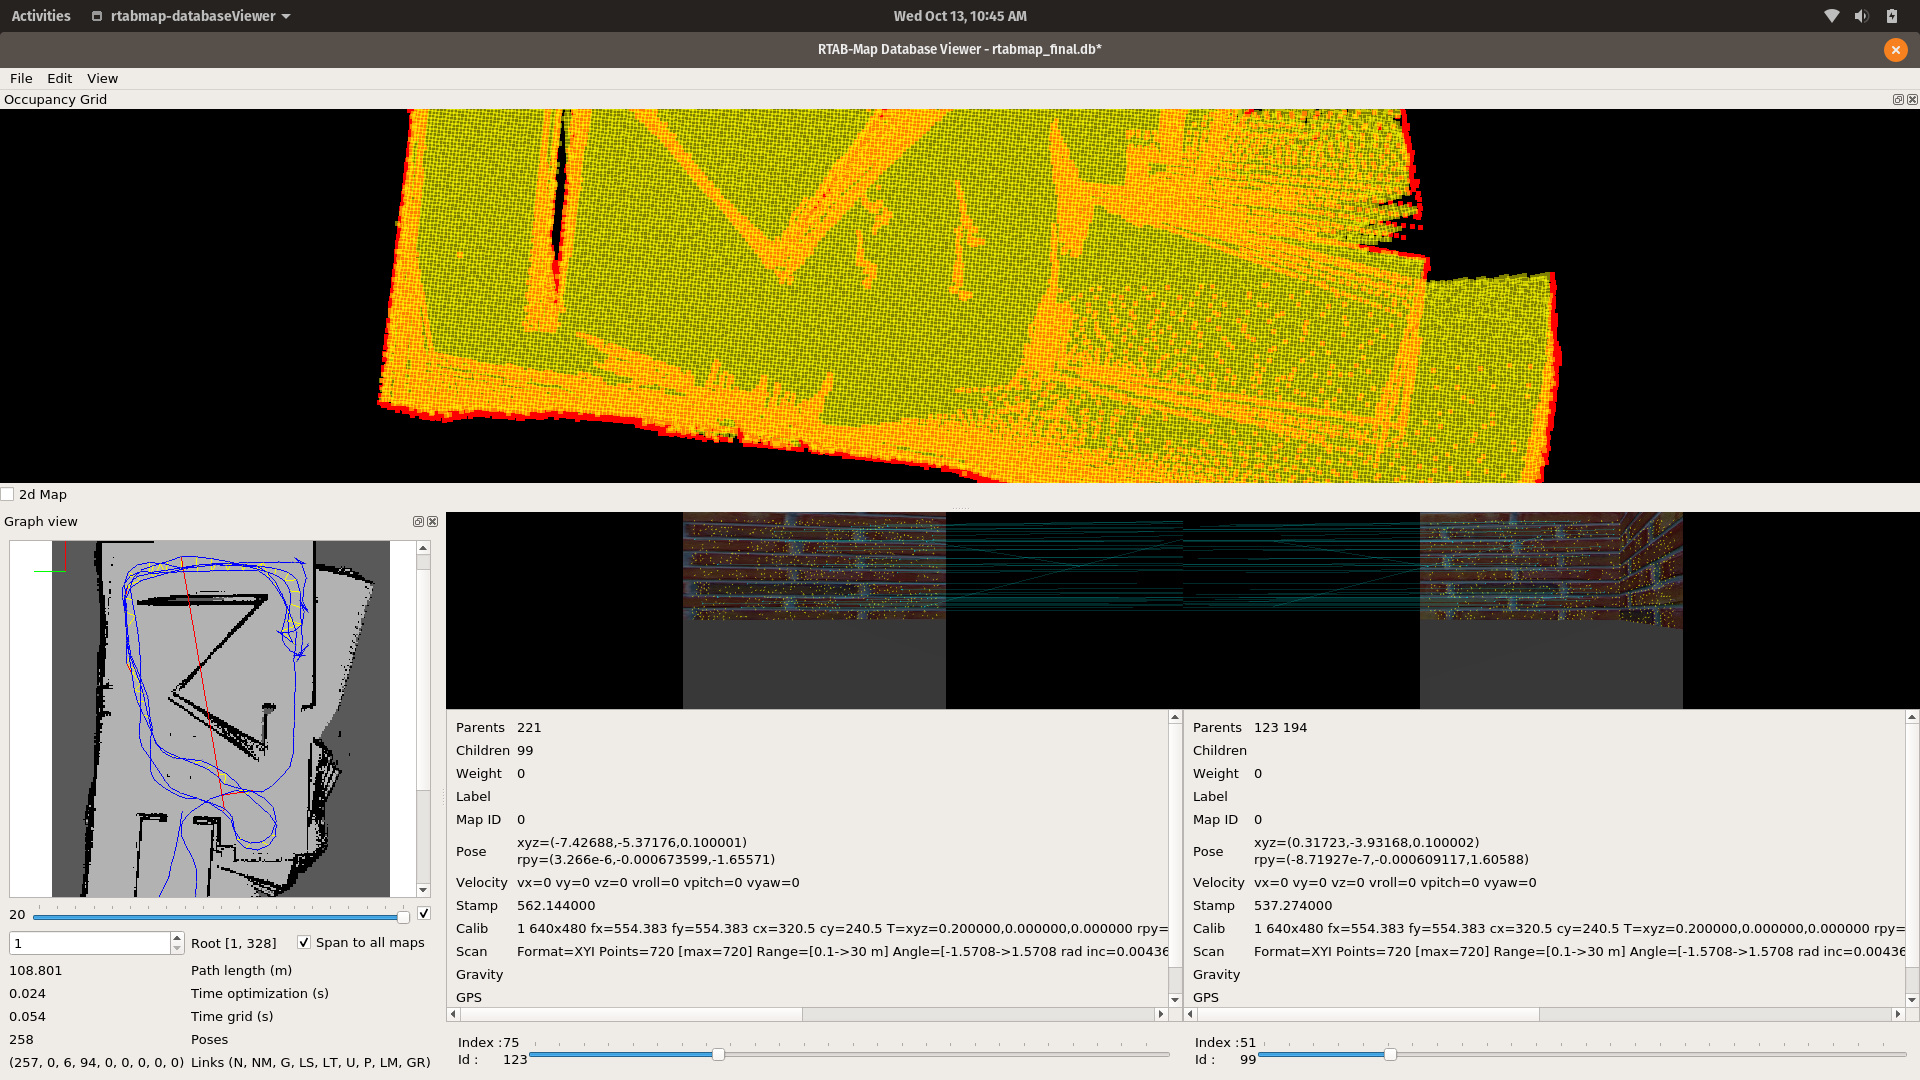 Activities rtabmap-databaseViewer Wed Oct 13, 10:45 AM
RTAB-Map Database Viewer - rtabmap_final.db*
File Edit View
Occupancy Grid
2d Map
Graph view
20
1 Root [1, 328] Span to all maps
108.801 Path length (m)
0.024 Time optimization (s)
0.054 Time grid (s)
258 Poses
(257, 0, 6, 94, 0, 0, 0, 0, 0) Links (N, NM, G, LS, LT, U, P, LM, GR)
Parents 221
Children 99
Weight 0
Label
Map ID 0
Pose xyz=(-7.42688,-5.37176,0.100001)
rpy=(3.266e-6,-0.000673599,-1.65571)
Velocity vx=0 vy=0 vz=0 vroll=0 vpitch=0 vyaw=0
Stamp 562.144000
Calib 1 640x480 fx=554.383 fy=554.383 cx=320.5 cy=240.5 T=xyz=0.200000,0.000000,0.000000 rpy=
Scan Format=XYI Points=720 [max=720] Range=[0.1->30 m] Angle=[-1.5708->1.5708 rad inc=0.00436
Gravity
GPS
Index : 75
Id : 123
Parents 123 194
Children
Weight 0
Label
Map ID 0
Pose xyz=(0.31723,-3.93168,0.100002)
rpy=(-8.71927e-7,-0.000609117,1.60588)
Velocity vx=0 vy=0 vz=0 vroll=0 vpitch=0 vyaw=0
Stamp 537.274000
Calib 1 640x480 fx=554.383 fy=554.383 cx=320.5 cy=240.5 T=xyz=0.200000,0.000000,0.000000 rpy=
Scan Format=XYI Points=720 [max=720] Range=[0.1->30 m] Angle=[-1.5708->1.5708 rad inc=0.00436
Gravity
GPS
Index : 51
Id : 99